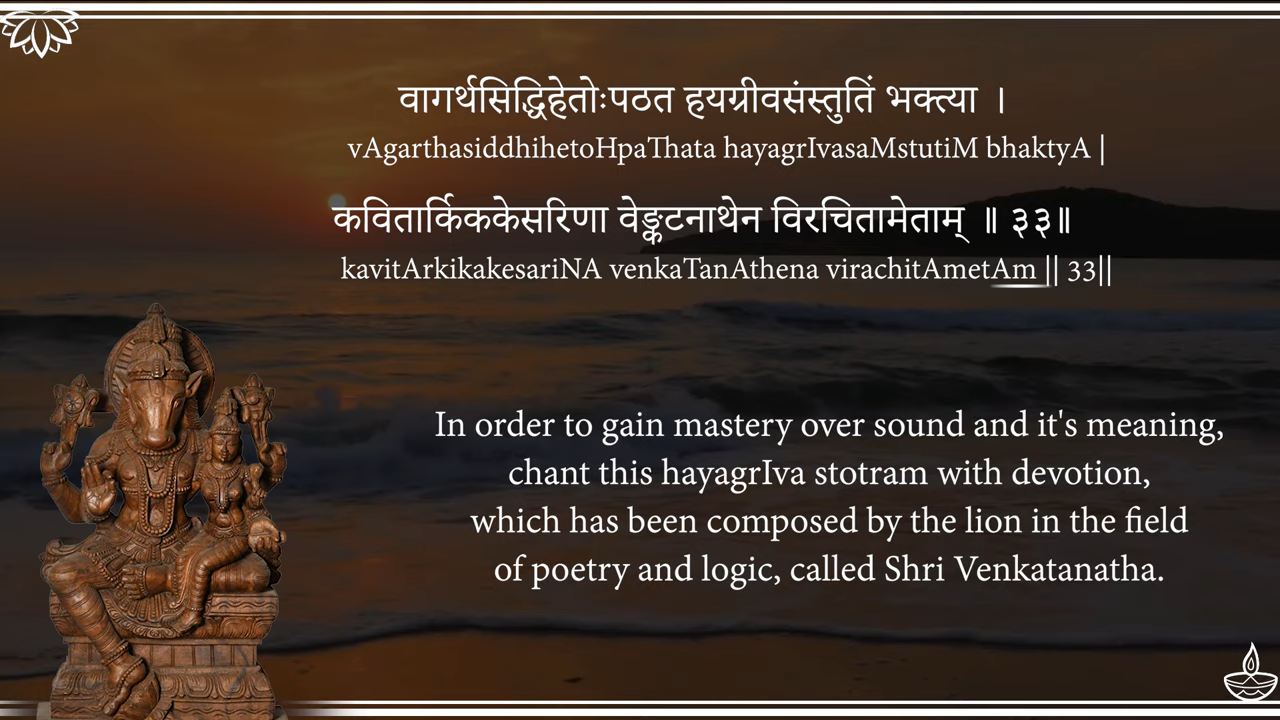 वागर्थसिद्धिहेतोःपठत हयग्रीवसंस्तुतिं भक्त्या ।
vAgarthasiddhihetoHpaThata hayagrIvasaMstutiM bhaktyA |
कवितार्किककेसरिणा वेङ्कटनाथेन विरचितामेताम् ॥ ३३॥
kavitArkikakesariNA venkaTanAthena virachitAmetAm || 33||
In order to gain mastery over sound and it's meaning,
chant this hayagrIva stotram with devotion,
which has been composed by the lion in the field
of poetry and logic, called Shri Venkatanatha.